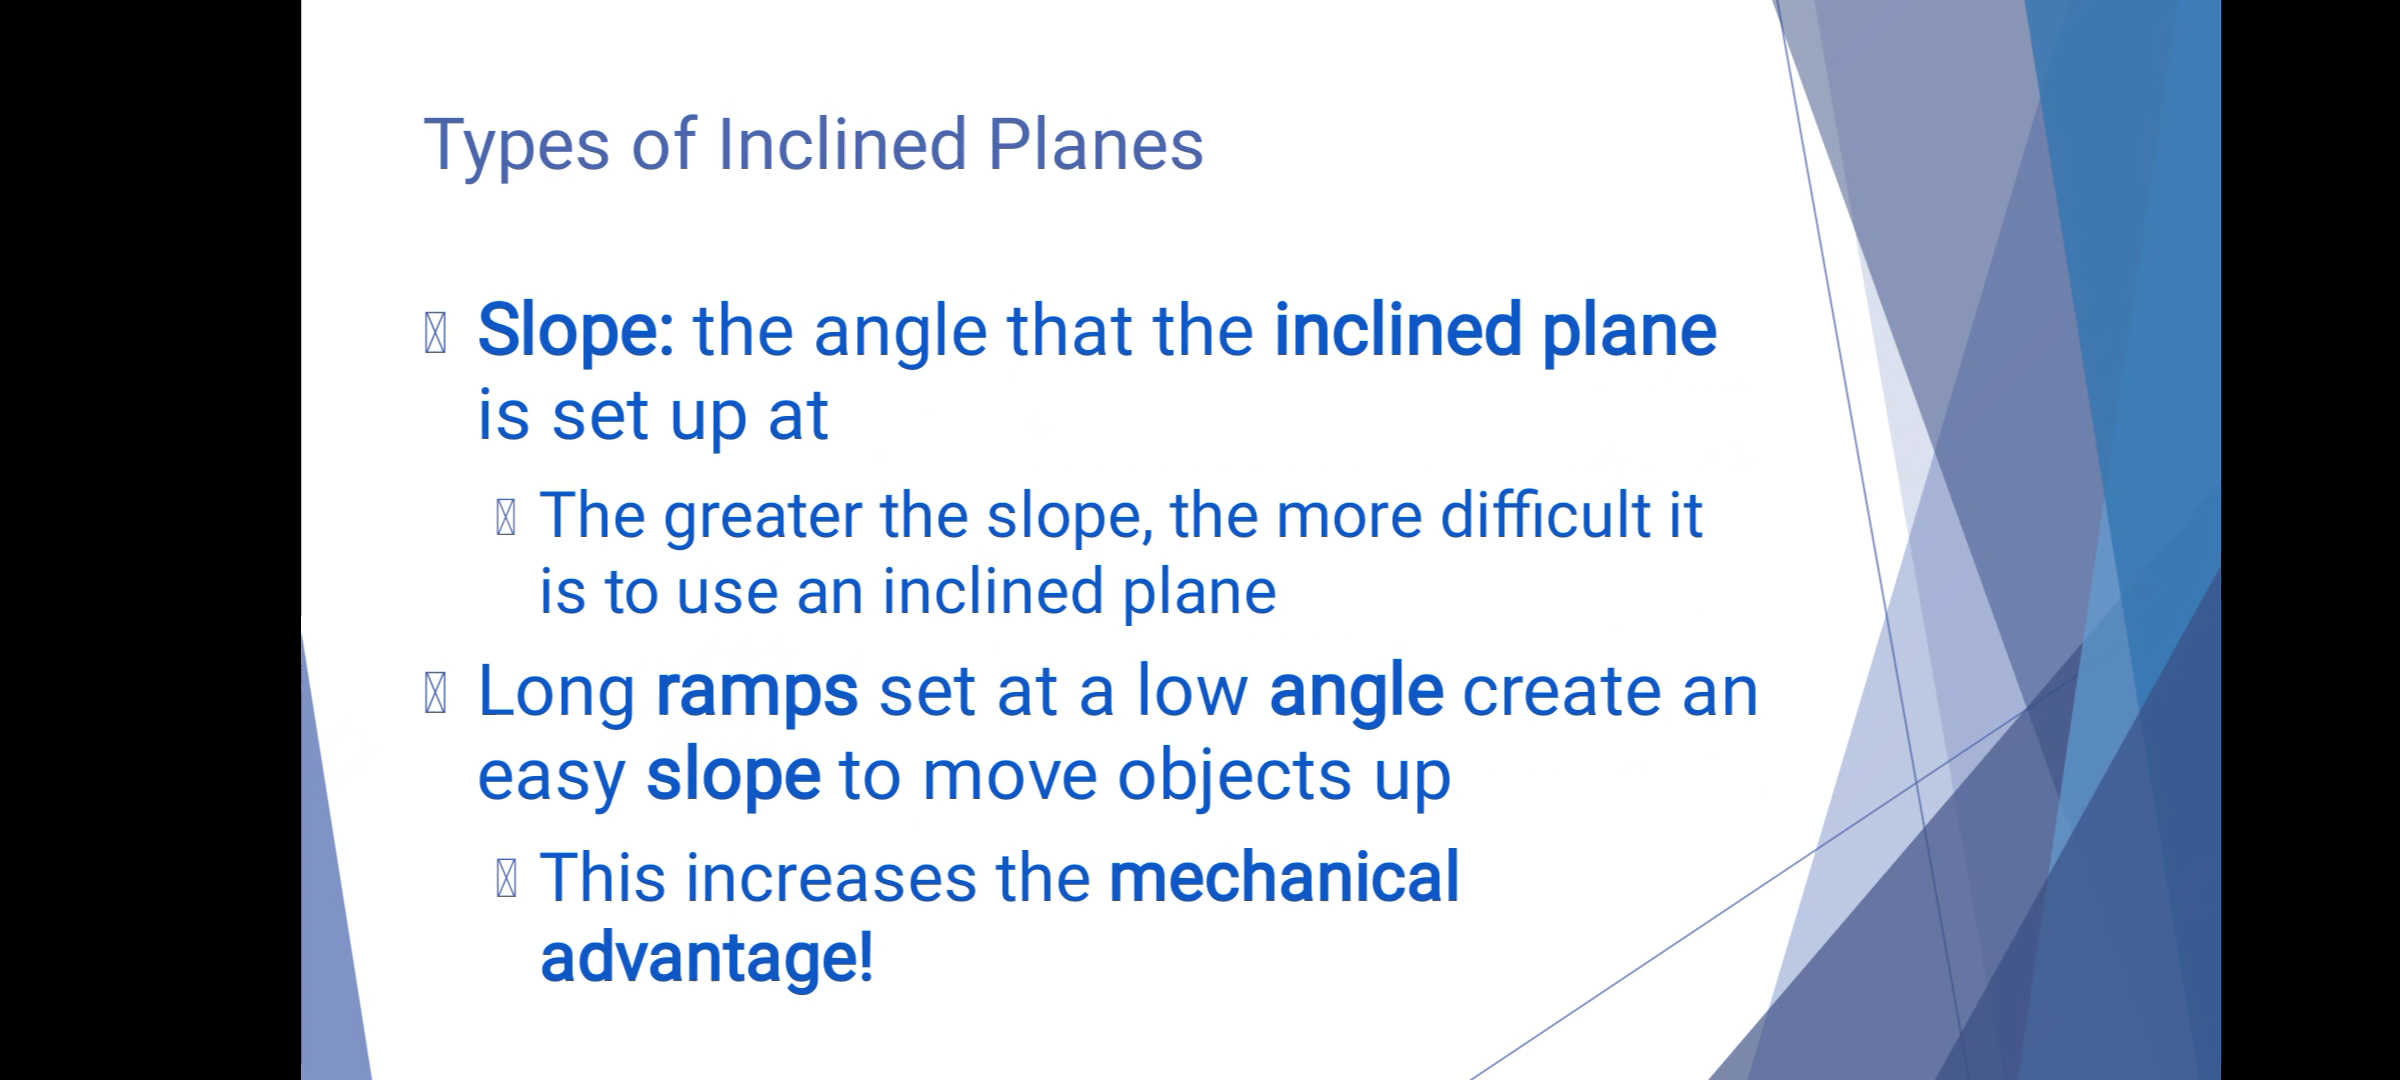 Types of Inclined Planes
Slope: the angle that the inclined plane
is set up at
The greater the slope, the more difficult it
is to use an inclined plane
Long ramps set at a low angle create an
easy slope to move objects up
This increases the mechanical
advantage!